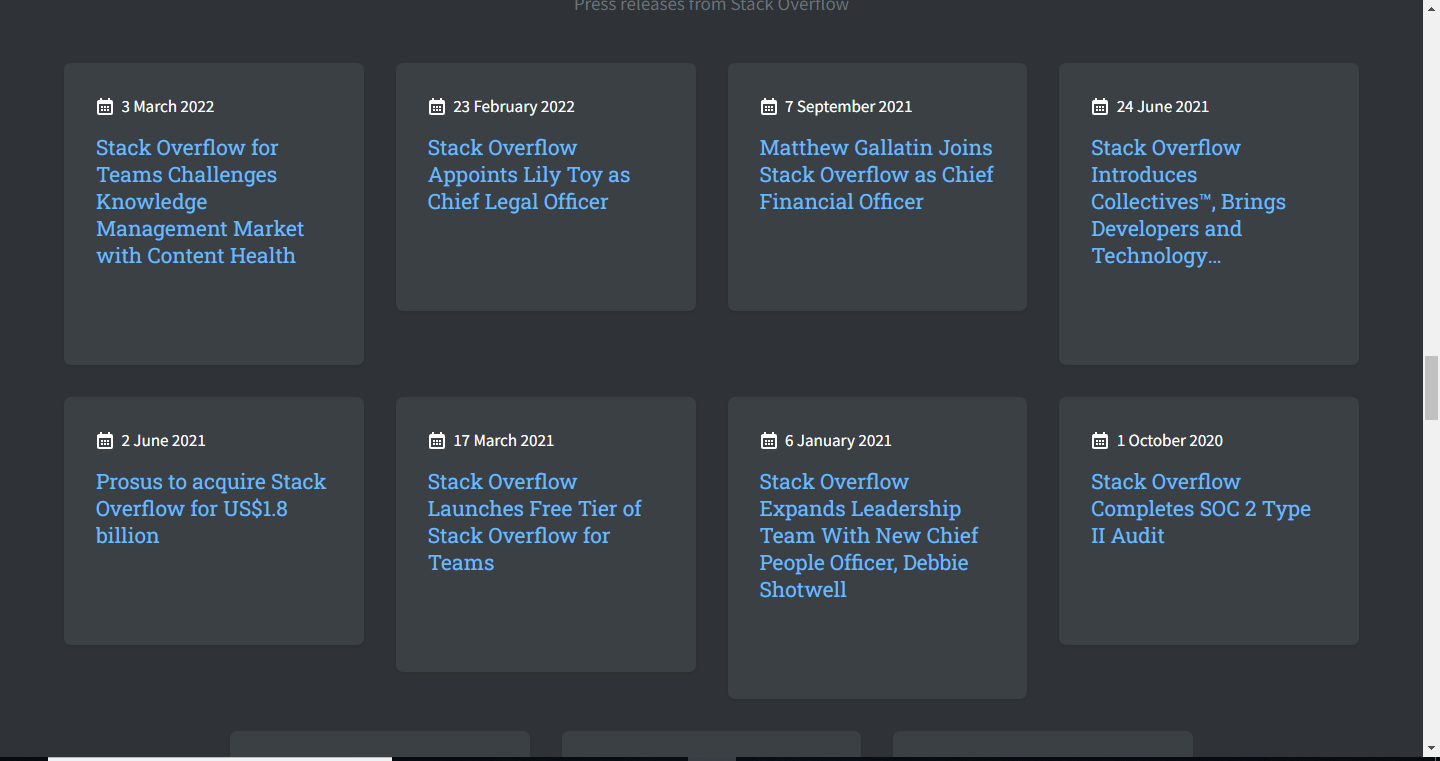 Press releases from Stack Overflow
3 March 2022
Stack Overflow for
Teams Challenges
Knowledge
Management Market
with Content Health
23 February 2022
Stack Overflow
Appoints Lily Toy as
Chief Legal Officer
7 September 2021
Matthew Gallatin Joins
Stack Overflow as Chief
Financial Officer
24 June 2021
Stack Overflow
Introduces
Collectives™, Brings
Developers and
Technology...
2 June 2021
Prosus to acquire Stack
Overflow for US$1.8
billion
17 March 2021
Stack Overflow
Launches Free Tier of
Stack Overflow for
Teams
6 January 2021
Stack Overflow
Expands Leadership
Team With New Chief
People Officer, Debbie
Shotwell
1 October 2020
Stack Overflow
Completes SOC 2 Type
II Audit